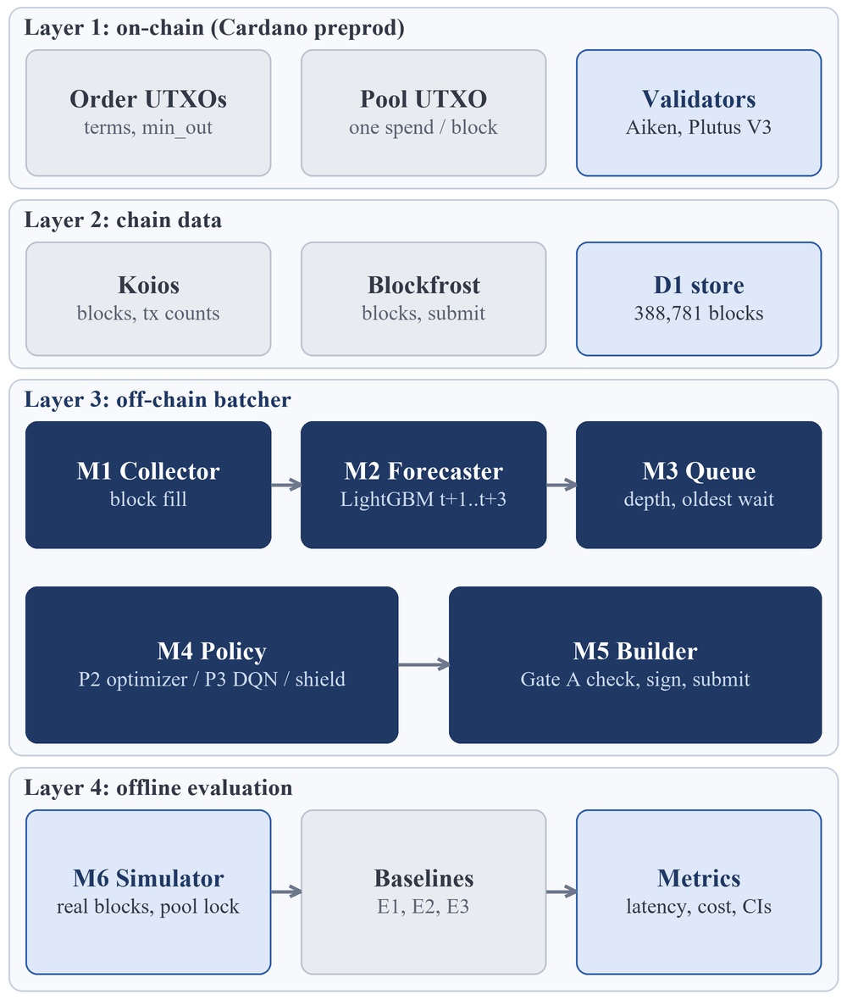 Layer 1: on-chain (Cardano preprod)
Order UTXOs
terms, min_out
Pool UTXO
one spend / block
Validators
Aiken, Plutus V3
Layer 2: chain data
Koios
blocks, tx counts
Blockfrost
blocks, submit
D1 store
388,781 blocks
Layer 3: off-chain batcher
M1 Collector
block fill
M2 Forecaster
LightGBM t+1..t+3
M3 Queue
depth, oldest wait
M4 Policy
P2 optimizer / P3 DQN / shield
M5 Builder
Gate A check, sign, submit
Layer 4: offline evaluation
M6 Simulator
real blocks, pool lock
Baselines
E1, E2, E3
Metrics
latency, cost, CIs